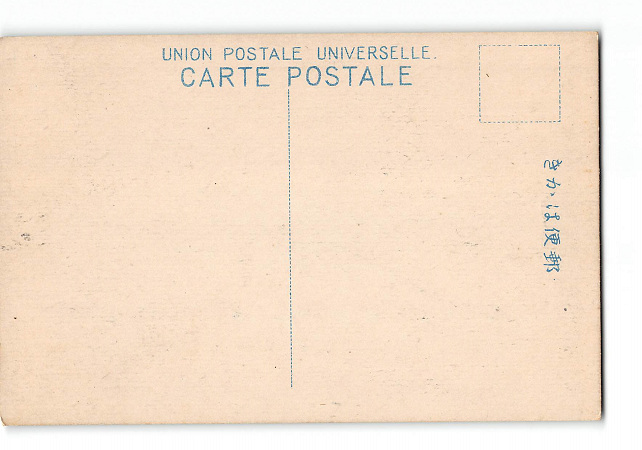 UNION POSTALE UNIVERSELLE.
CARTE POSTALE
きかは便郵